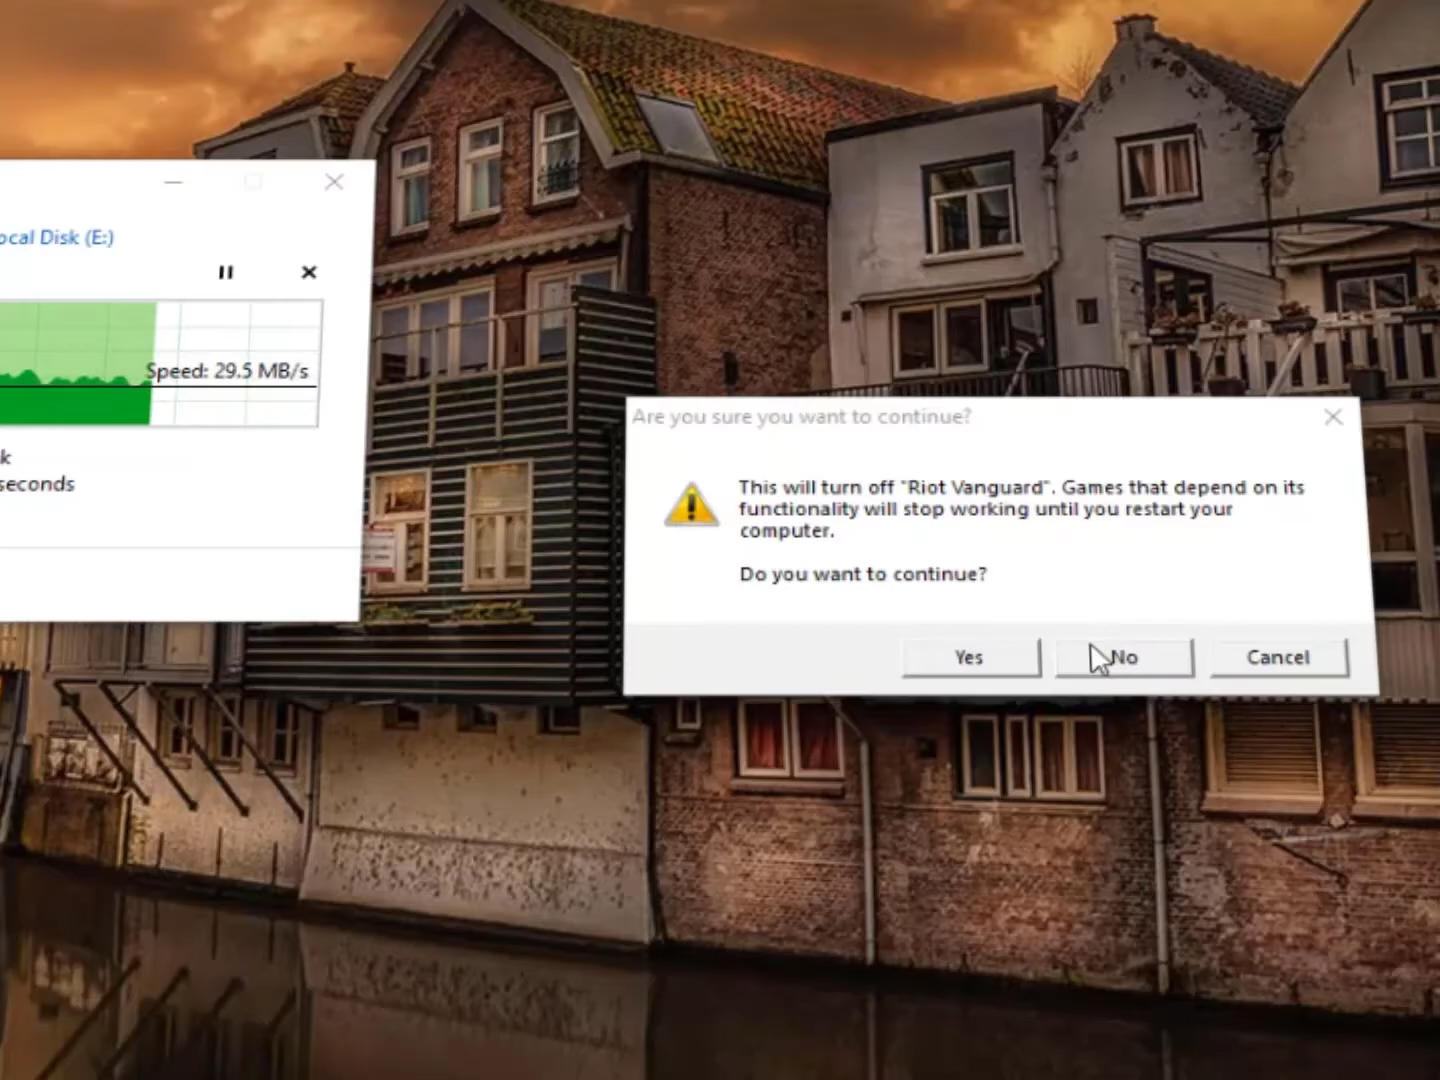 ocal Disk (E:)
Speed: 29.5 MB/s
k
seconds
Are you sure you want to continue?
This will turn off "Riot Vanguard". Games that depend on its
functionality will stop working until you restart your
computer.
Do you want to continue?
Yes
No
Cancel